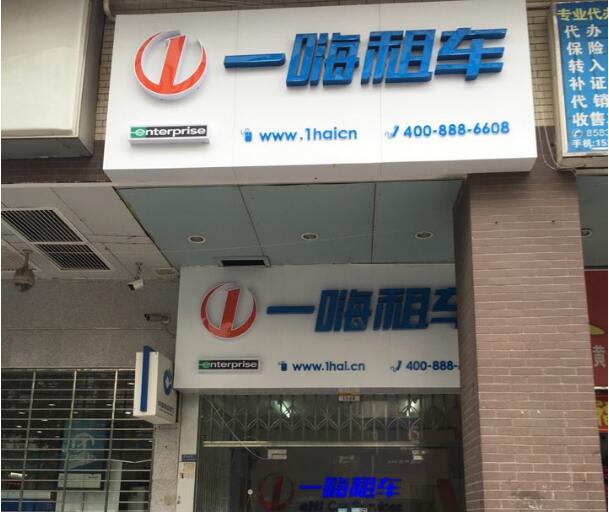 一嗨租车
enterprise
www.1haicn
400-888-6608
一嗨租车
enterprise
www.1hai.cn
400-888-
一嗨租车
专业代办
代办
保险
转入
补证
代销
收售
8583
手机:15